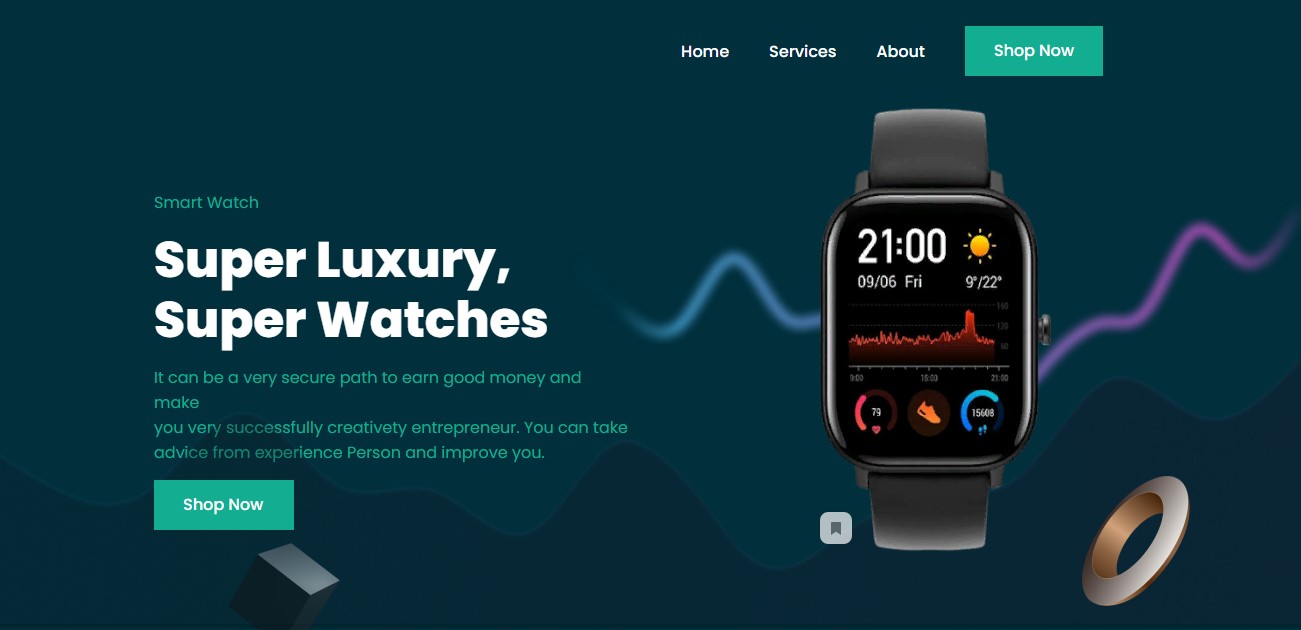 Home Services About Shop Now
Smart Watch
Super Luxury,
Super Watches
It can be a very secure path to earn good money and
make
you very successfully creativety entrepreneur. You can take
advice from experience Person and improve you.
Shop Now
21:00
09/06 Fri 9°/22°
160
120
60
9:00 15:00 21:00
79 15608